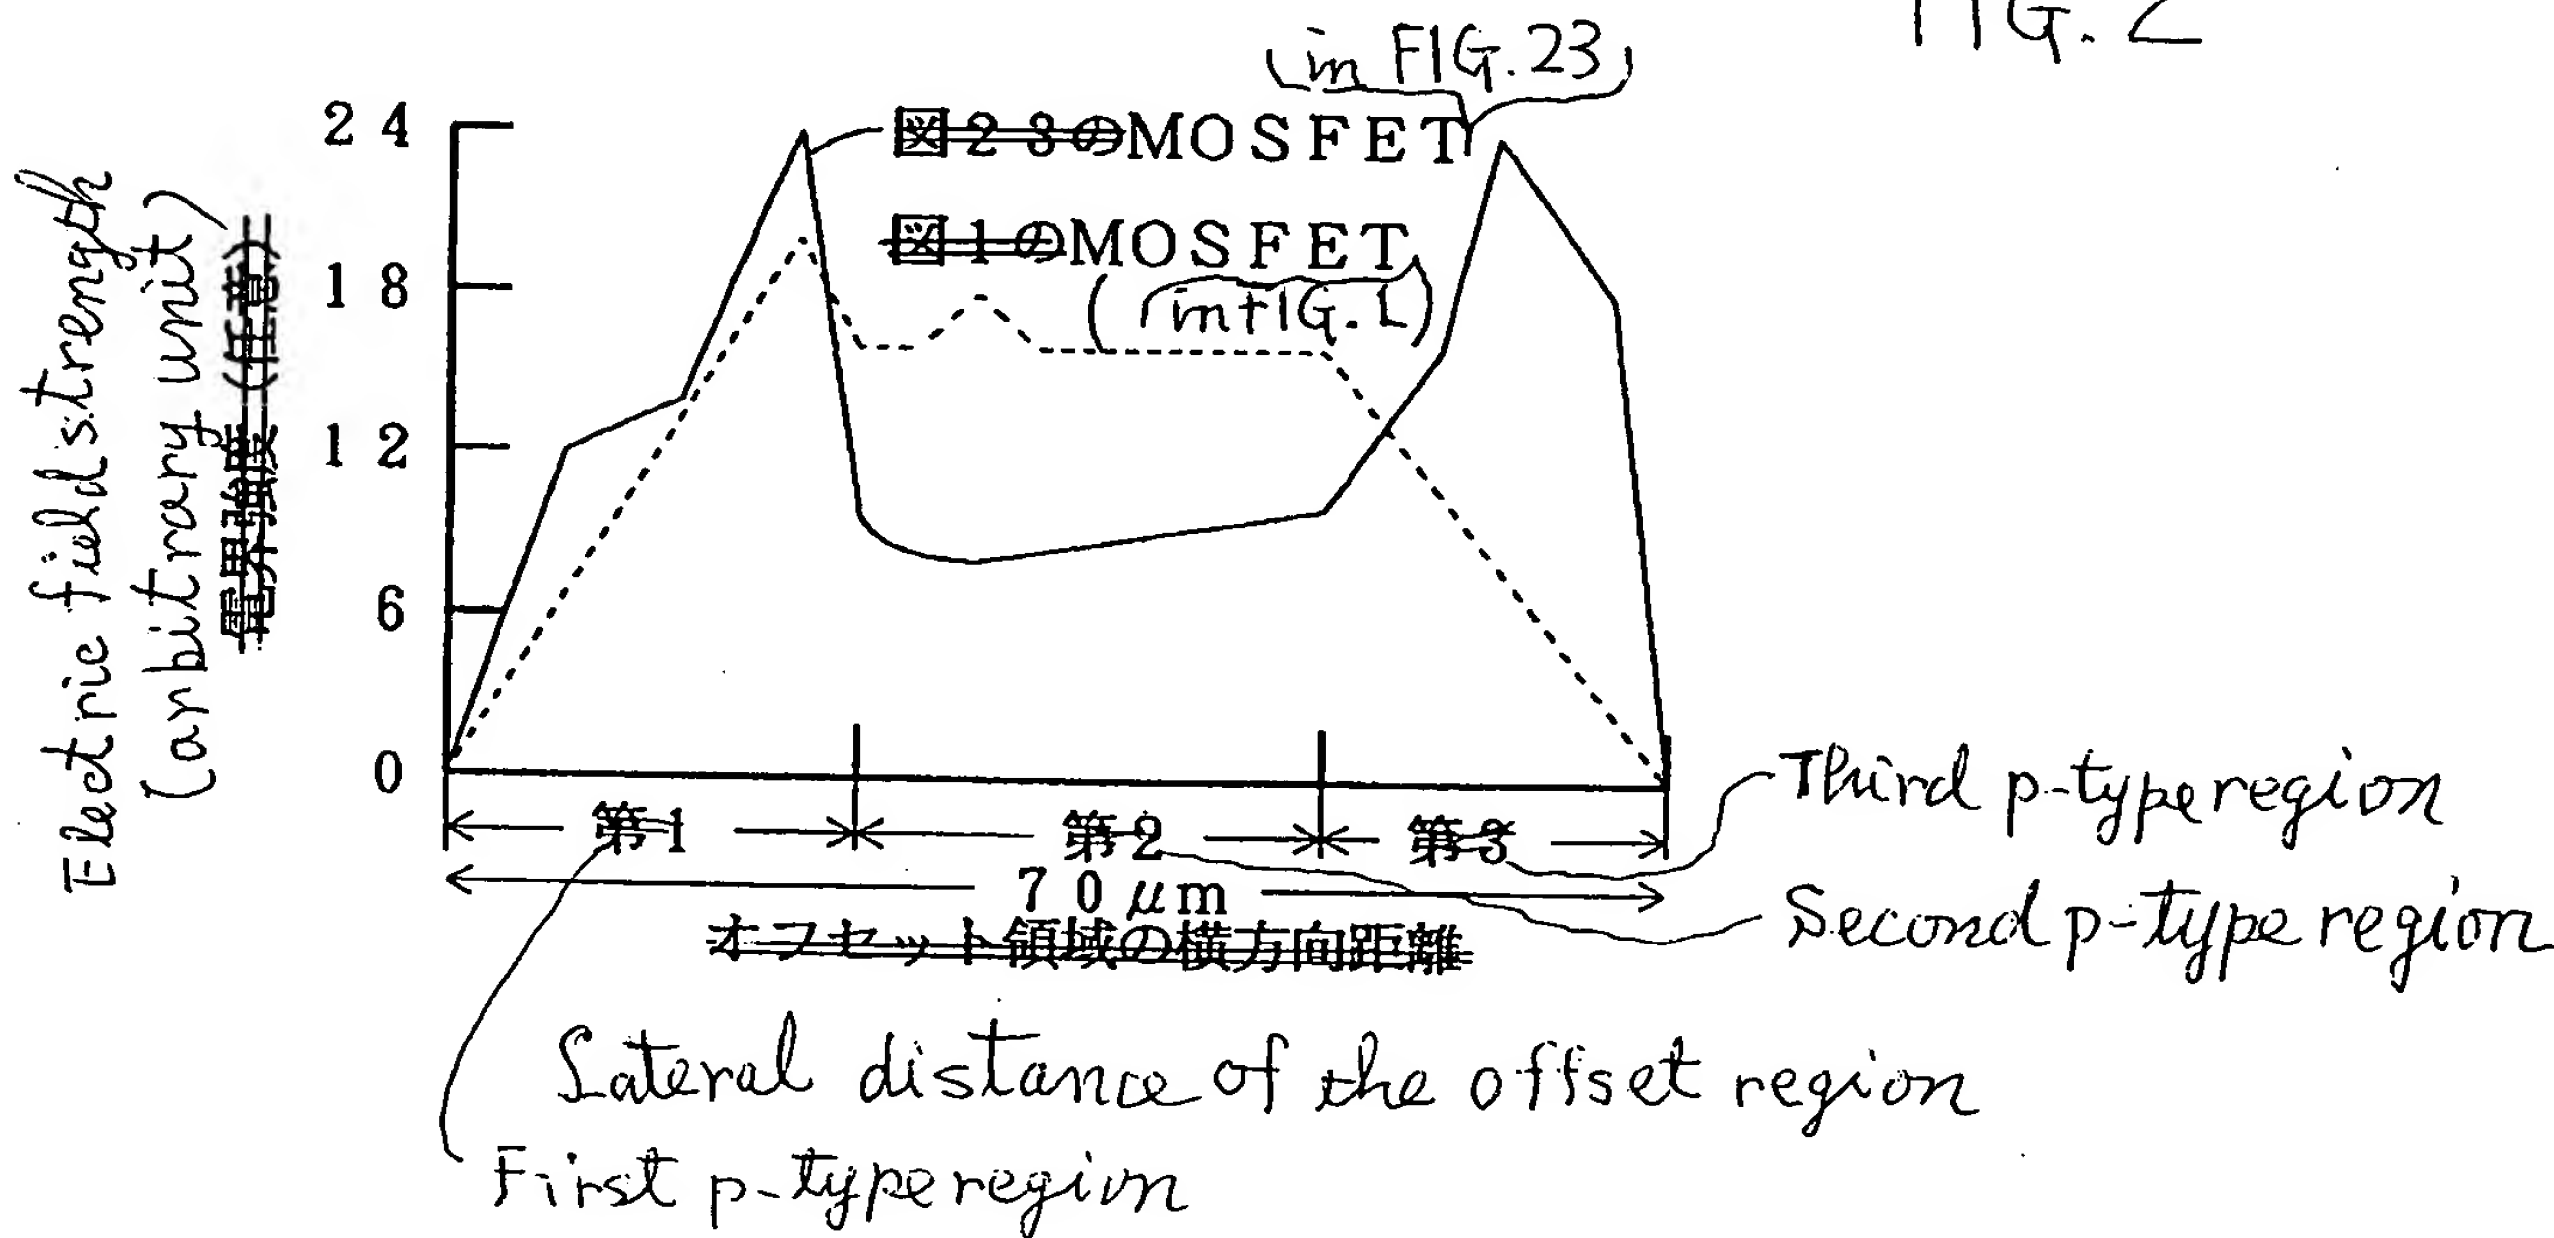 FIG. 2
(in FIG. 23)
24
図23のMOSFET
図1のMOSFET
18
(in FIG. 1)
12
6
0
Electric field strength
(arbitrary unit)
電界強度(任意)
第1
第2
第3
70μm
オフセット領域の横方向距離
Third p-type region
Second p-type region
Lateral distance of the offset region
First p-type region